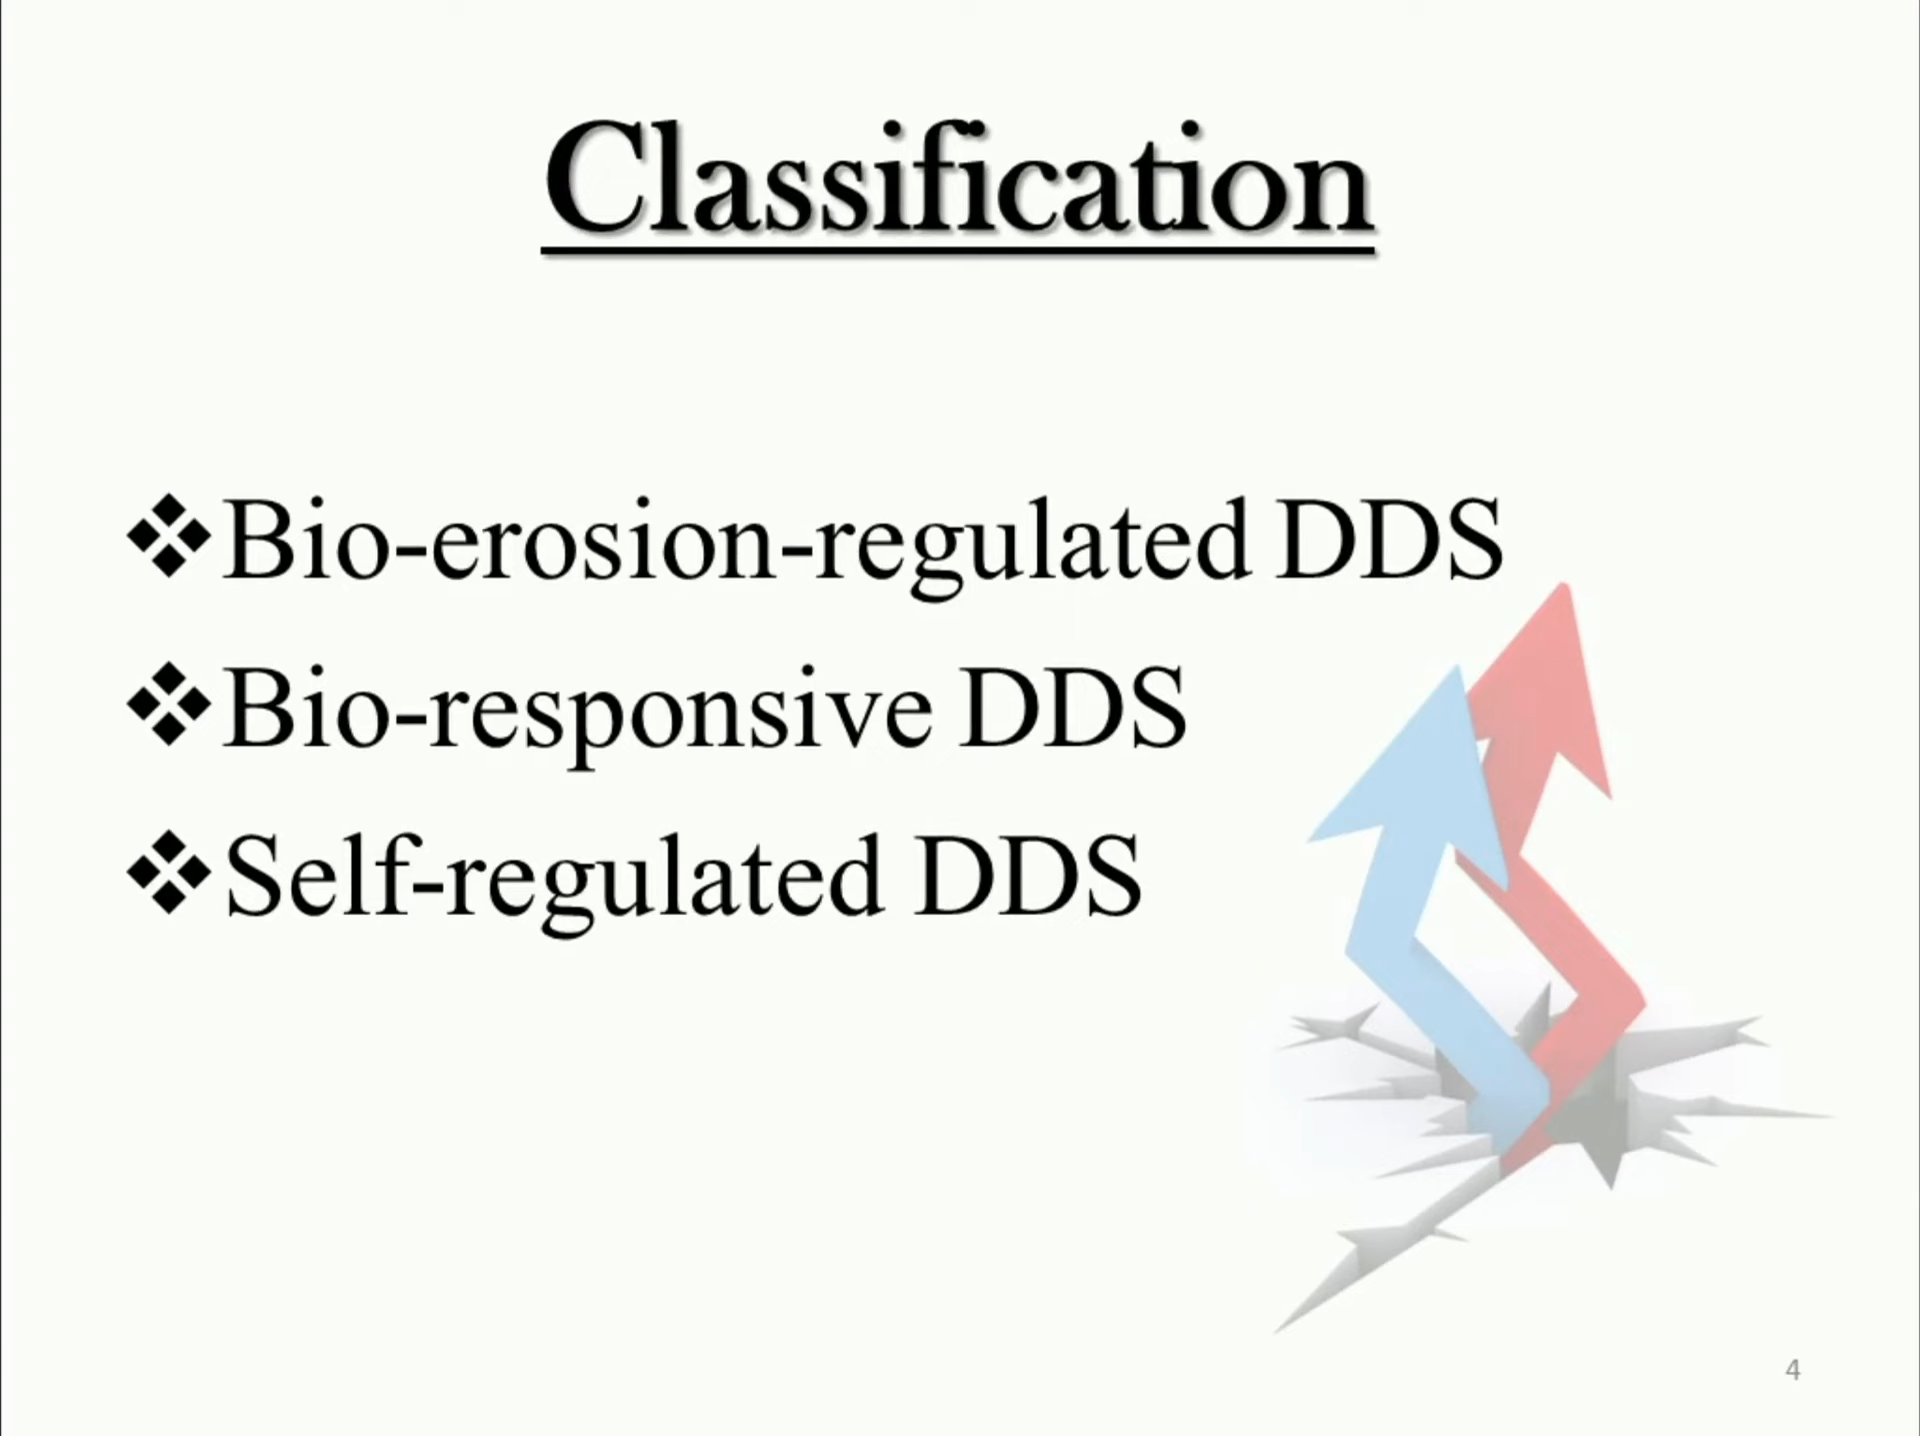 Classification
❖Bio-erosion-regulated DDS
❖Bio-responsive DDS
❖Self-regulated DDS
4